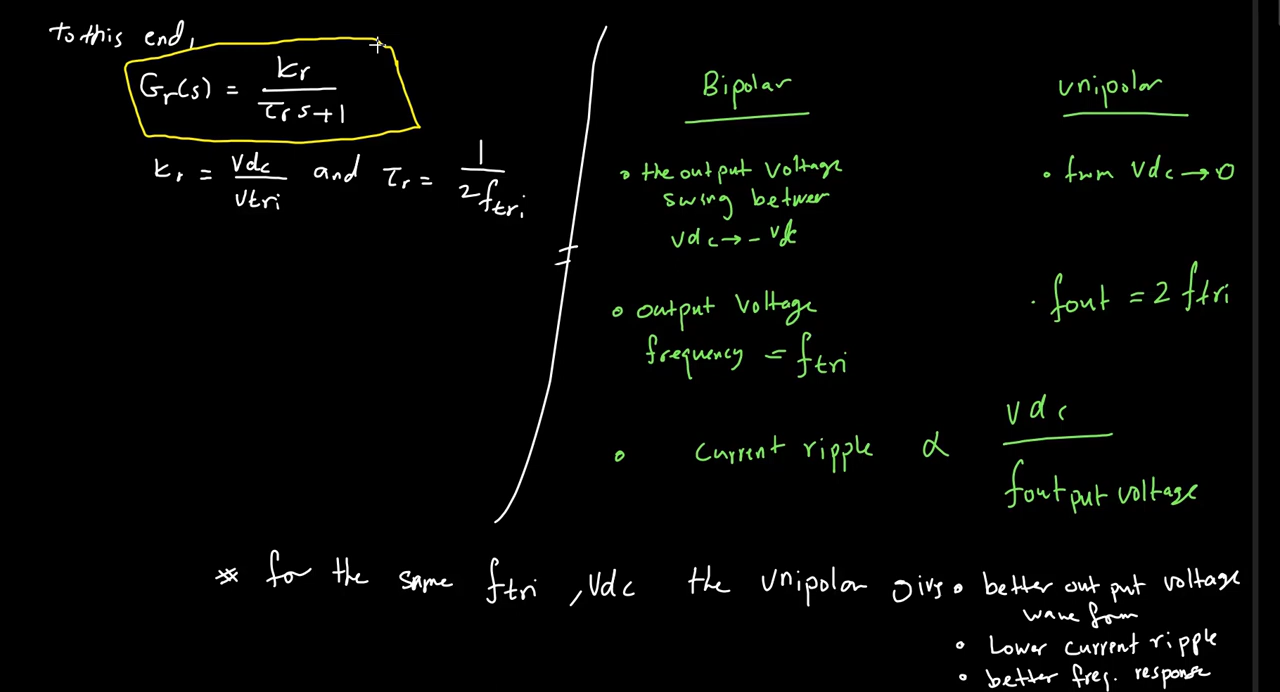 To this end,
Gr(s) = kr / (τr s+1)
kr = Vdc / Vtri and τr = 1 / 2ftri
Bipolar
• the output voltage
swing between
Vdc → - Vdc
• output voltage
frequency = ftri
unipolar
• from Vdc → 0
• fout = 2 ftri
• current ripple α Vdc / foutput voltage
* for the same ftri, Vdc the unipolar givs • better output voltage
wave form
• Lower current ripple
• better freq. response